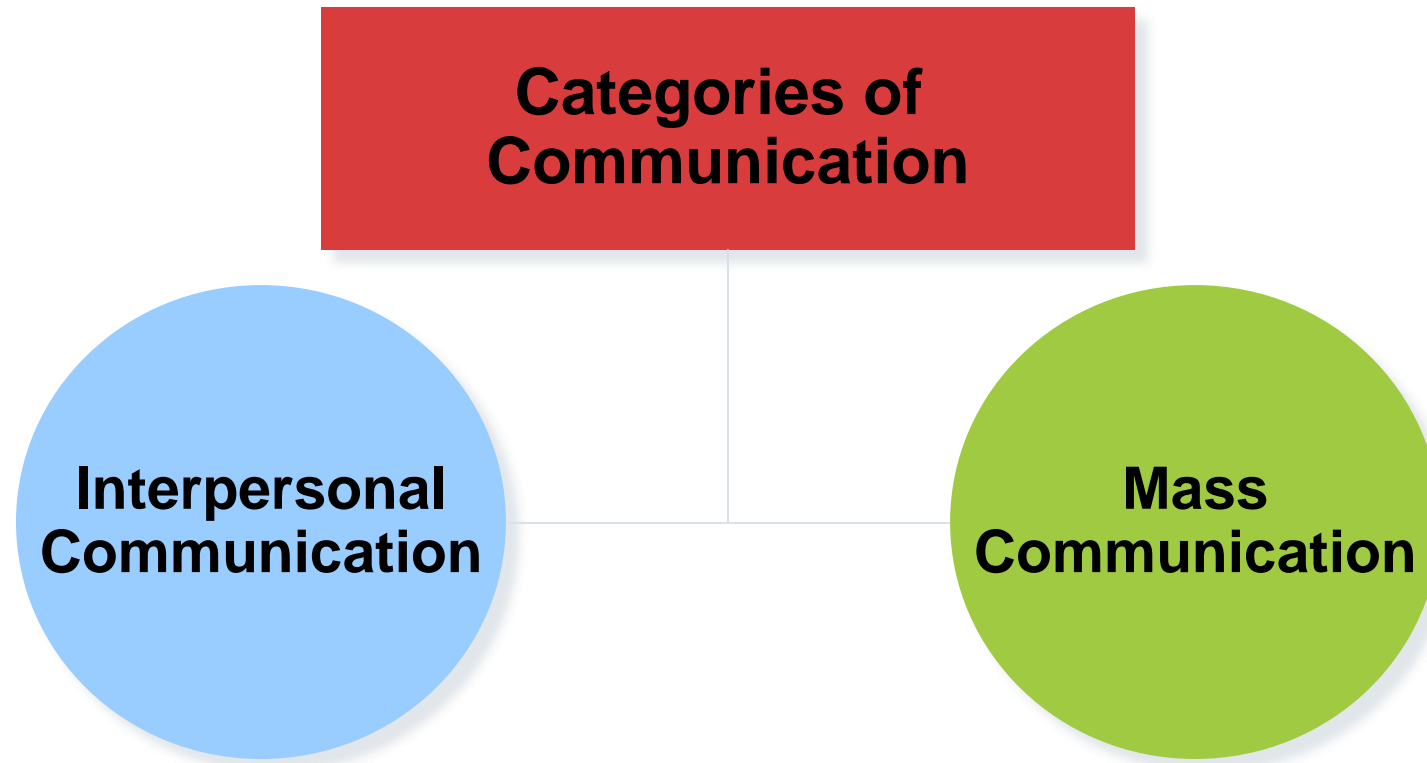 Categories of
Communication
Interpersonal
Communication
Mass
Communication